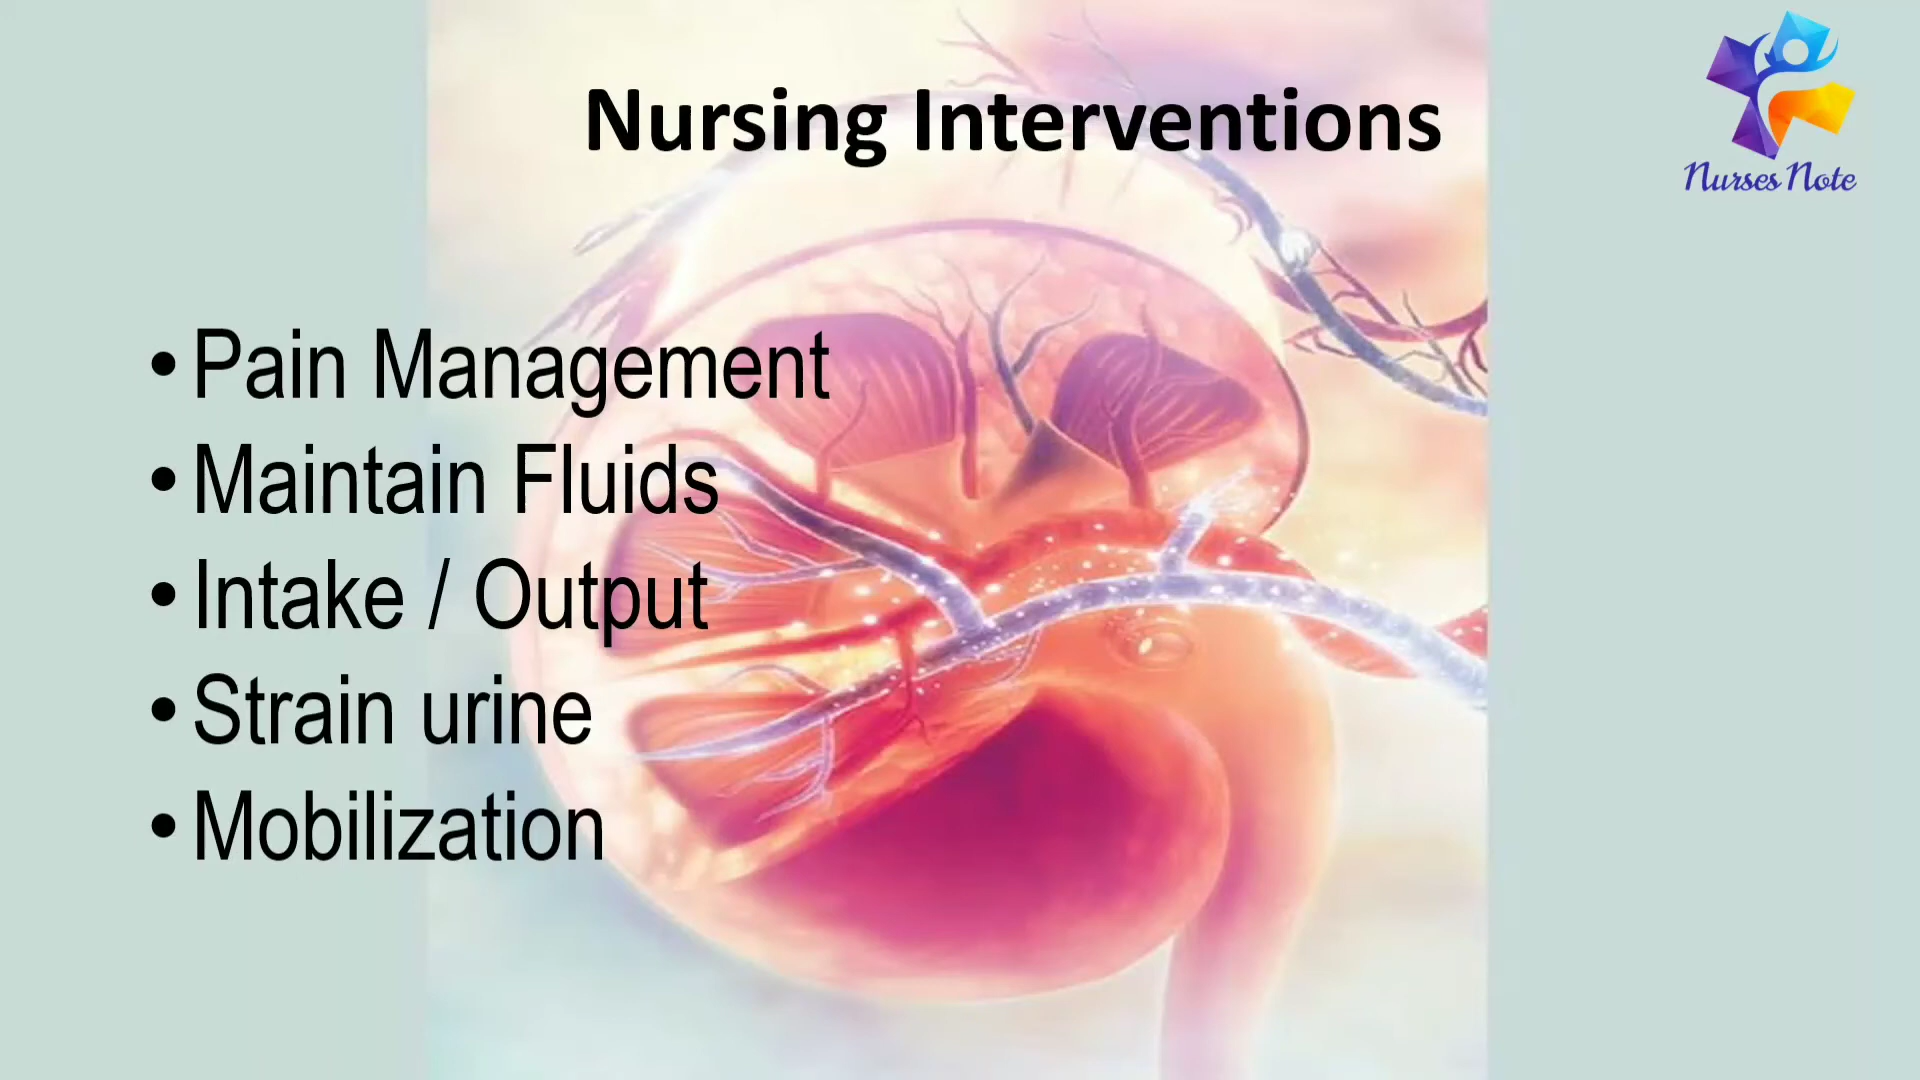 Nursing Interventions
Nurses Note
• Pain Management
• Maintain Fluids
• Intake / Output
• Strain urine
• Mobilization